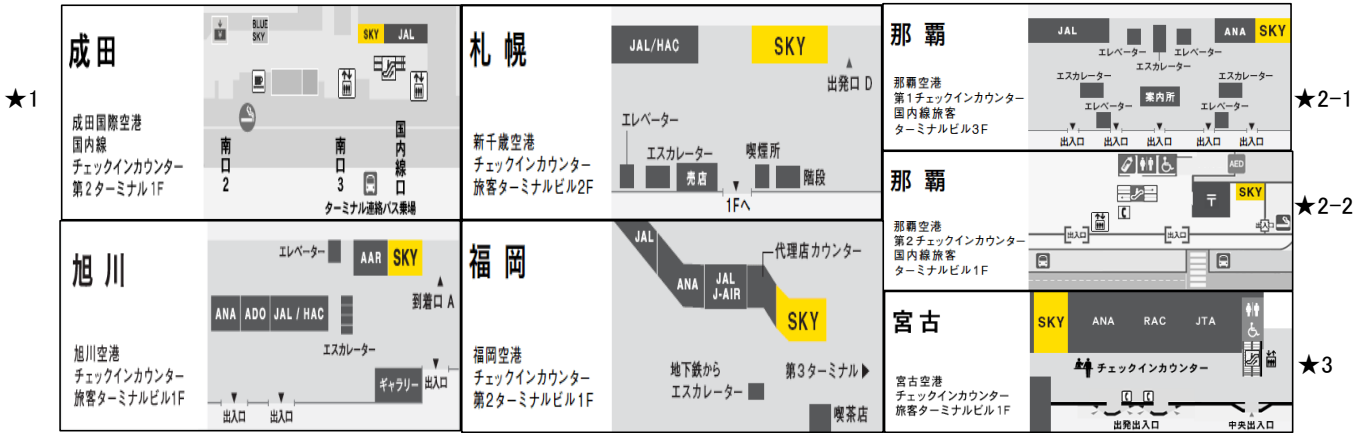 ★1
成田
成田国際空港
国内線
チェックインカウンター
第2ターミナル1F
BLUE
SKY
SKY
JAL
南口2
南口3
国内線口
ターミナル連絡バス乗場
札幌
新千歳空港
チェックインカウンター
旅客ターミナルビル2F
JAL/HAC
SKY
出発口 D
エレベーター
エスカレーター
売店
喫煙所
階段
1Fへ
那覇
那覇空港
第1チェックインカウンター
国内線旅客
ターミナルビル3F
JAL
ANA
SKY
エレベーター
エレベーター
エスカレーター
エスカレーター
エスカレーター
案内所
エレベーター
エレベーター
出入口
出入口
出入口
出入口
出入口
★2-1
那覇
那覇空港
第2チェックインカウンター
国内線旅客
ターミナルビル1F
AED
〒
SKY
出入口
出入口
★2-2
旭川
旭川空港
チェックインカウンター
旅客ターミナルビル1F
エレベーター
AAR
SKY
到着口 A
ANA
ADO
JAL / HAC
エスカレーター
ギャラリー
出入口
出入口
出入口
福岡
福岡空港
チェックインカウンター
第2ターミナルビル1F
JAL
ANA
JAL
J-AIR
代理店カウンター
SKY
地下鉄から
エスカレーター
第3ターミナル▶
喫茶店
宮古
宮古空港
チェックインカウンター
旅客ターミナルビル1F
SKY
ANA
RAC
JTA
チェックインカウンター
出発出入口
中央出入口
★3